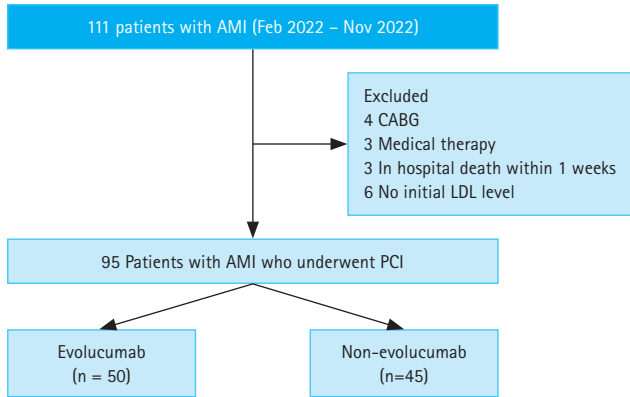 111 patients with AMI (Feb 2022 – Nov 2022)
Excluded
4 CABG
3 Medical therapy
3 In hospital death within 1 weeks
6 No initial LDL level
95 Patients with AMI who underwent PCI
Evolucumab
(n = 50)
Non-evolucumab
(n=45)